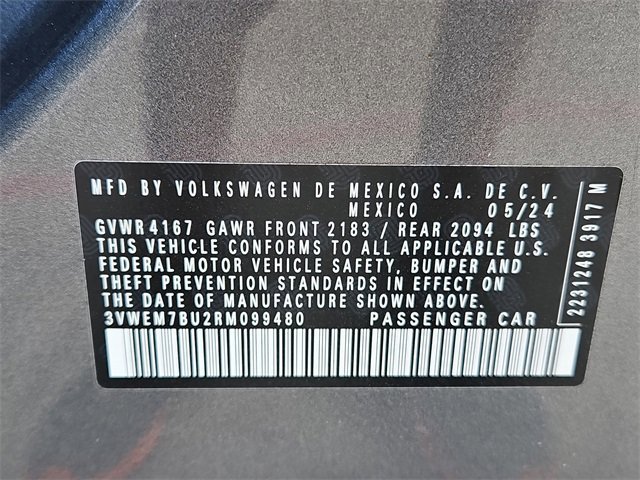 MFD BY VOLKSWAGEN DE MEXICO S.A. DE C.V.
MEXICO 05/24
GVWR 4167 GAWR FRONT 2183 / REAR 2094 LBS
THIS VEHICLE CONFORMS TO ALL APPLICABLE U.S.
FEDERAL MOTOR VEHICLE SAFETY, BUMPER AND
THEFT PREVENTION STANDARDS IN EFFECT ON
THE DATE OF MANUFACTURE SHOWN ABOVE.
3VWEM7BU2RM099480 PASSENGER CAR
2231248 3917 M